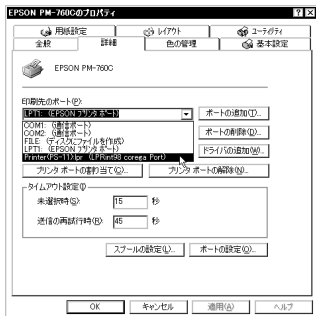 EPSON PM-760Cのプロパティ
用紙設定
レイアウト
ユーティリティ
全般
詳細
色の管理
基本設定
EPSON PM-760C
印刷先のポート(P):
LPT1: (EPSON プリンタ ポート)
ポートの追加(T)...
COM1: (通信ポート)
COM2: (通信ポート)
FILE: (ディスクにファイルを作成)
LPT1: (EPSON プリンタ ポート)
Printer(PS-11)lpr (LPRint98 corega Port)
ポートの削除(D)...
ドライバの追加(W)...
プリンタ ポートの割り当て(C)...
プリンタ ポートの解除(N)...
タイムアウト設定(I)
未選択時(S):
15
秒
送信の再試行時(R):
45
秒
スプールの設定(L)...
ポートの設定(O)...
OK
キャンセル
適用(A)
ヘルプ